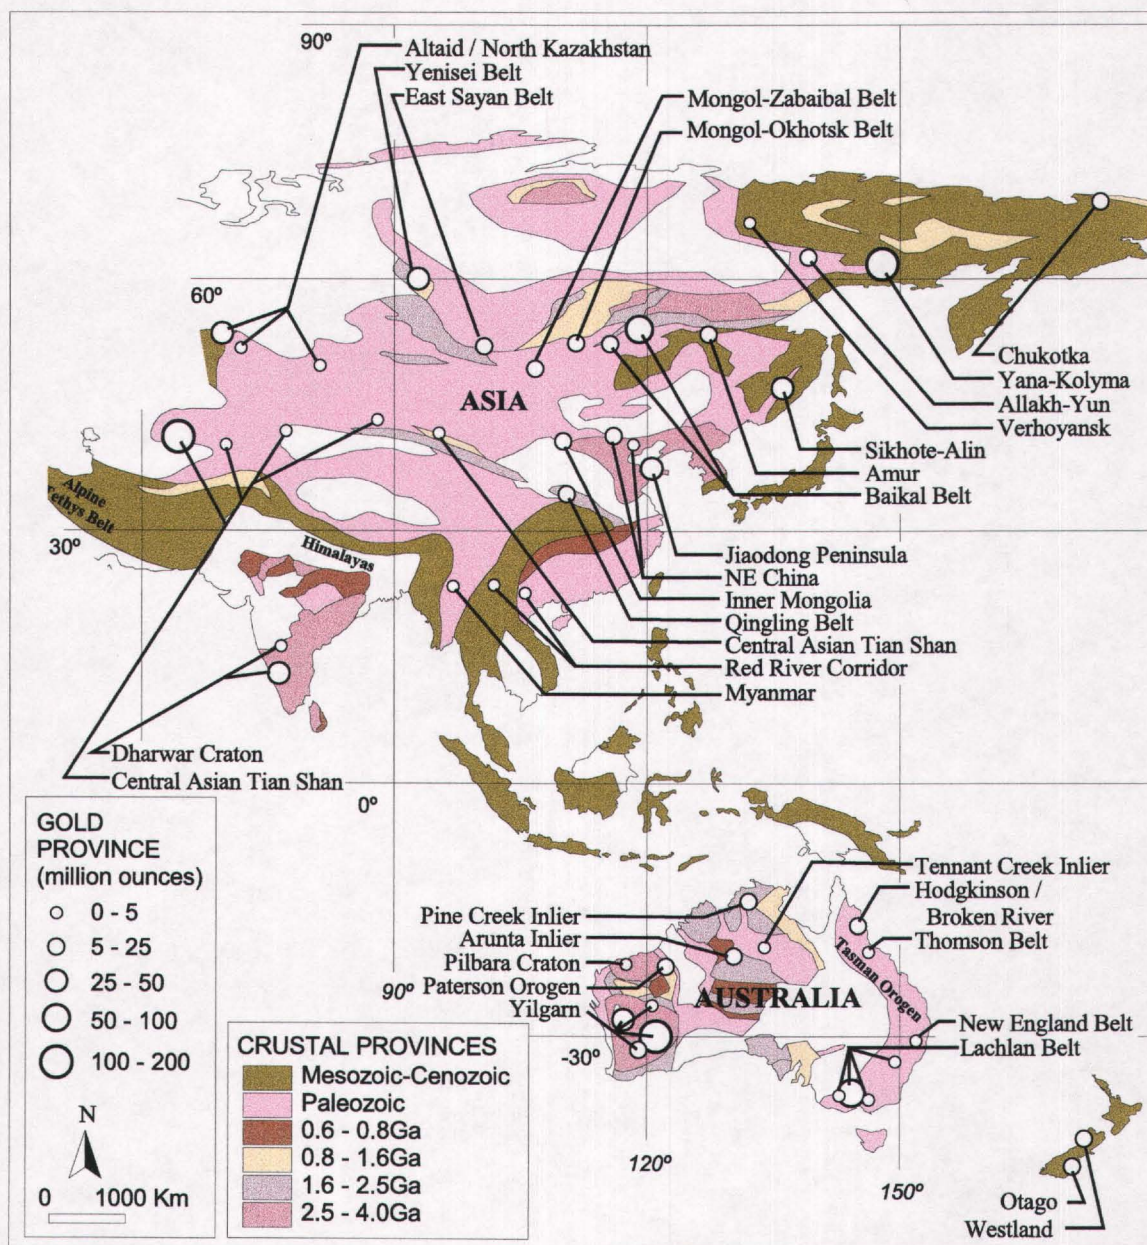 90º
Altaid / North Kazakhstan
Yenisei Belt
East Sayan Belt
Mongol-Zabaibal Belt
Mongol-Okhotsk Belt
60º
ASIA
Chukotka
Yana-Kolyma
Allakh-Yun
Verhoyansk
Sikhote-Alin
Amur
Baikal Belt
Alpine
Tethys Belt
30º
Himalayas
Jiaodong Peninsula
NE China
Inner Mongolia
Qingling Belt
Central Asian Tian Shan
Red River Corridor
Myanmar
Dharwar Craton
Central Asian Tian Shan
0º
GOLD
PROVINCE
(million ounces)
0 - 5
5 - 25
25 - 50
50 - 100
100 - 200
N
0 1000 Km
CRUSTAL PROVINCES
Mesozoic-Cenozoic
Paleozoic
0.6 - 0.8Ga
0.8 - 1.6Ga
1.6 - 2.5Ga
2.5 - 4.0Ga
Tennant Creek Inlier
Hodgkinson /
Broken River
Thomson Belt
Pine Creek Inlier
Arunta Inlier
Pilbara Craton
Paterson Orogen
Yilgarn
90º
AUSTRALIA
Tasman Orogen
New England Belt
Lachlan Belt
-30º
120º
150º
Otago
Westland